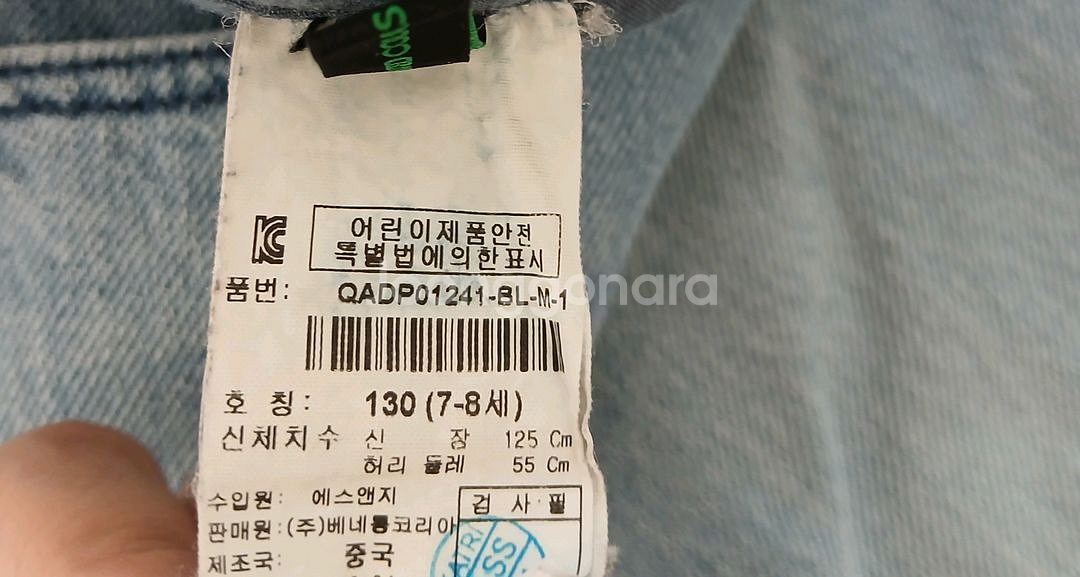 어린이제품안전
특별법에의한표시
품번: QADP01241-BL-M-1
호 칭: 130 (7-8세)
신체치수 신 장 125 Cm
허리 둘레 55 Cm
수입원: 에스앤지
검 사 필
판매원: (주)베네통코리아
제조국: 중국